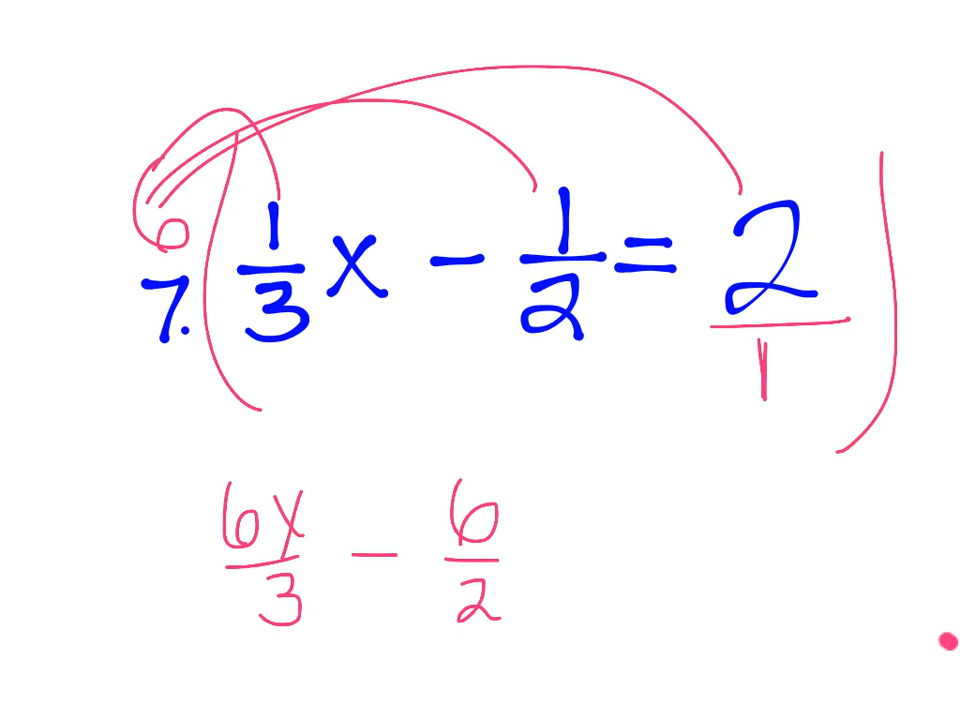 6
7. ( 1/3 x - 1/2 = 2/1 )
6x/3 - 6/2